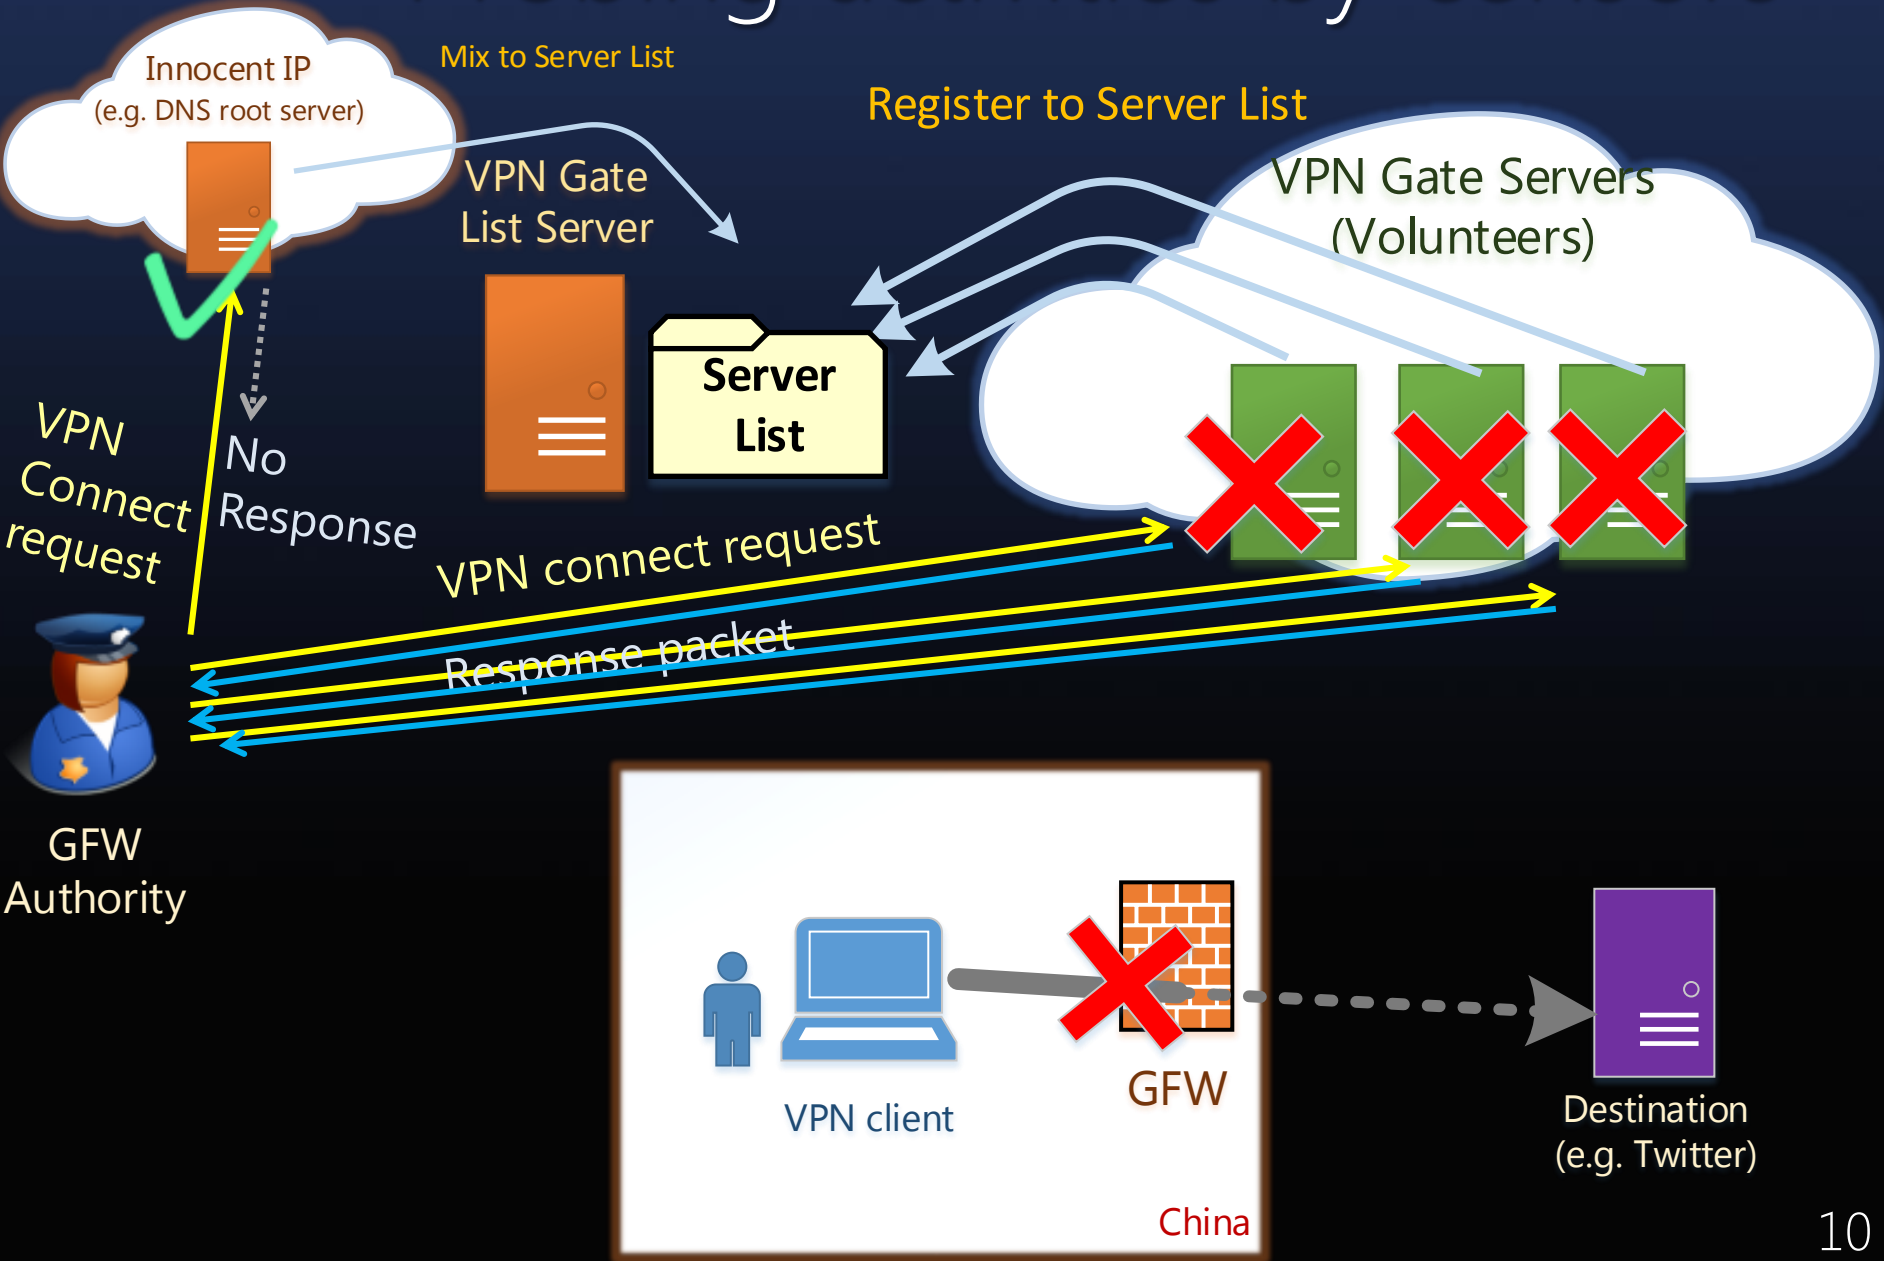 by
Innocent IP
(e.g. DNS root server)
Mix to Server List
Register to Server List
VPN Gate
List Server
VPN Gate Servers
(Volunteers)
Server
List
VPN
Connect
request
No
Response
VPN connect request
Response packet
GFW
Authority
GFW
VPN client
China
Destination
(e.g. Twitter)
10